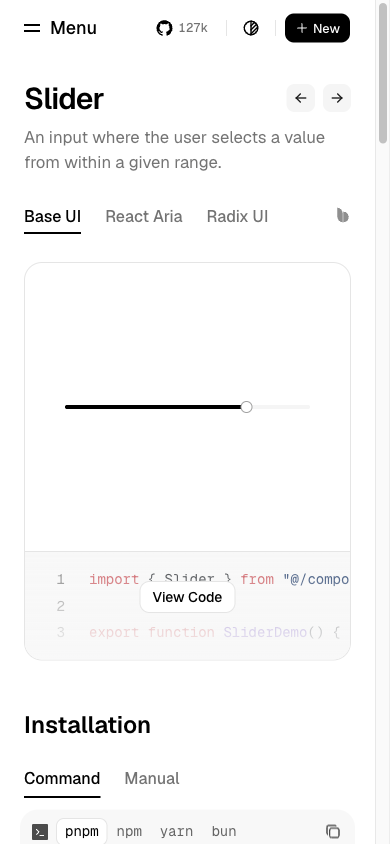 Menu 127k + New
Slider
An input where the user selects a value
from within a given range.
Base UI React Aria Radix UI
1 import { Slider } from "@/compo
View Code
2
3 export function SliderDemo() {
Installation
Command Manual
pnpm npm yarn bun